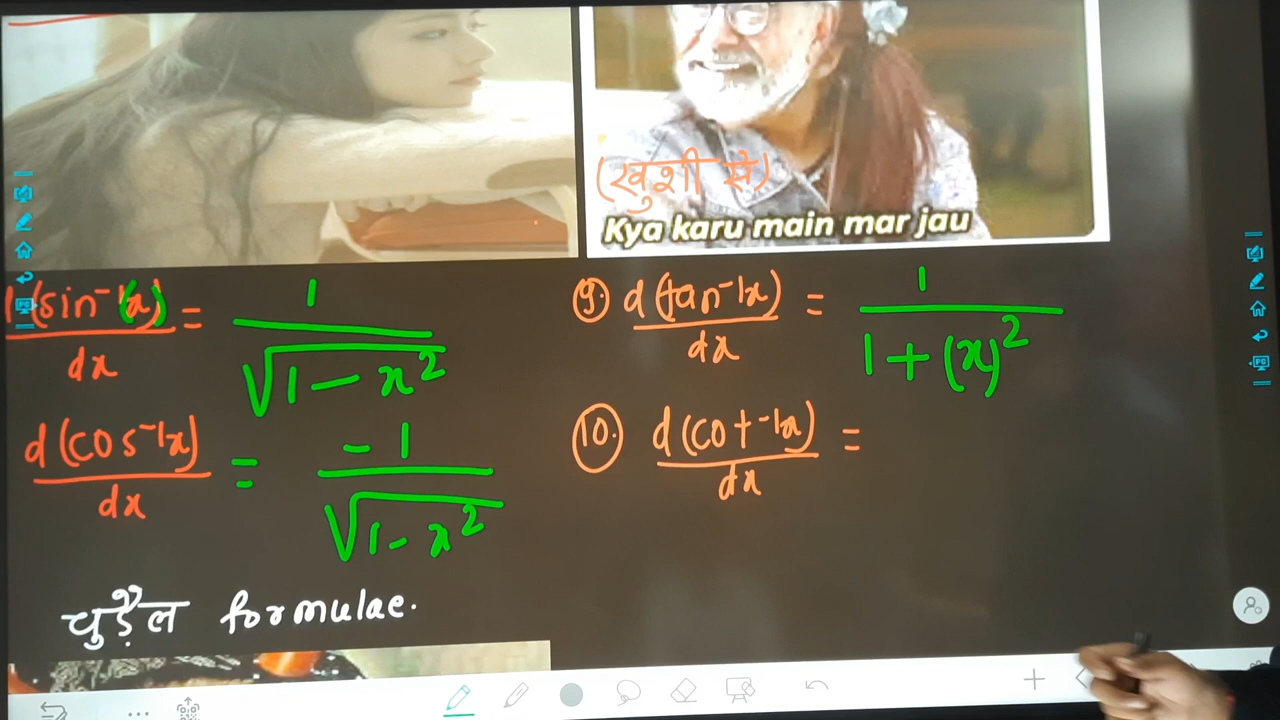 (खुशी से)
Kya karu main mar jau
(sin⁻¹(x)) / dx = 1 / √1 - x²
d(cos⁻¹x) / dx = -1 / √1 - x²
9. d(tan⁻¹x) / dx = 1 / 1 + (x)²
10. d(cot⁻¹x) / dx =
चुड़ैल formulae.